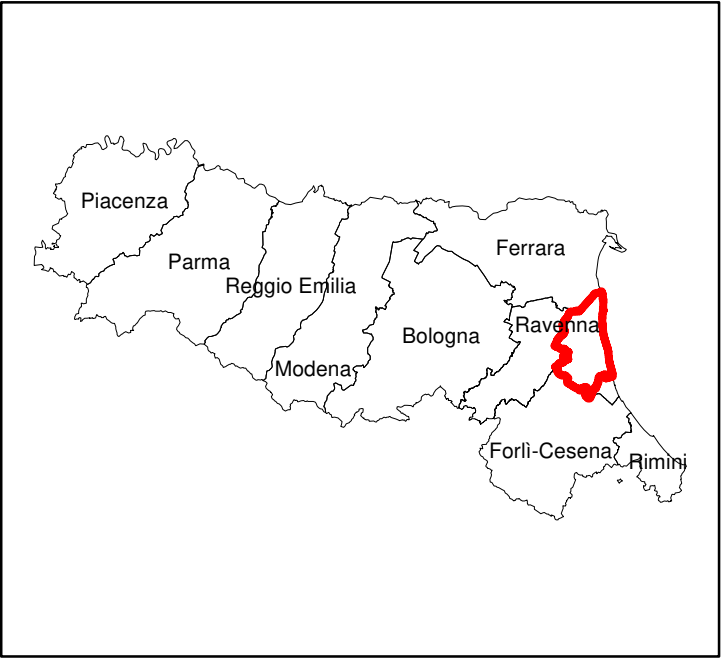 Piacenza
Ferrara
Parma
Reggio Emilia
Ravenna
Bologna
Modena
Forlì-Cesena
Rimini